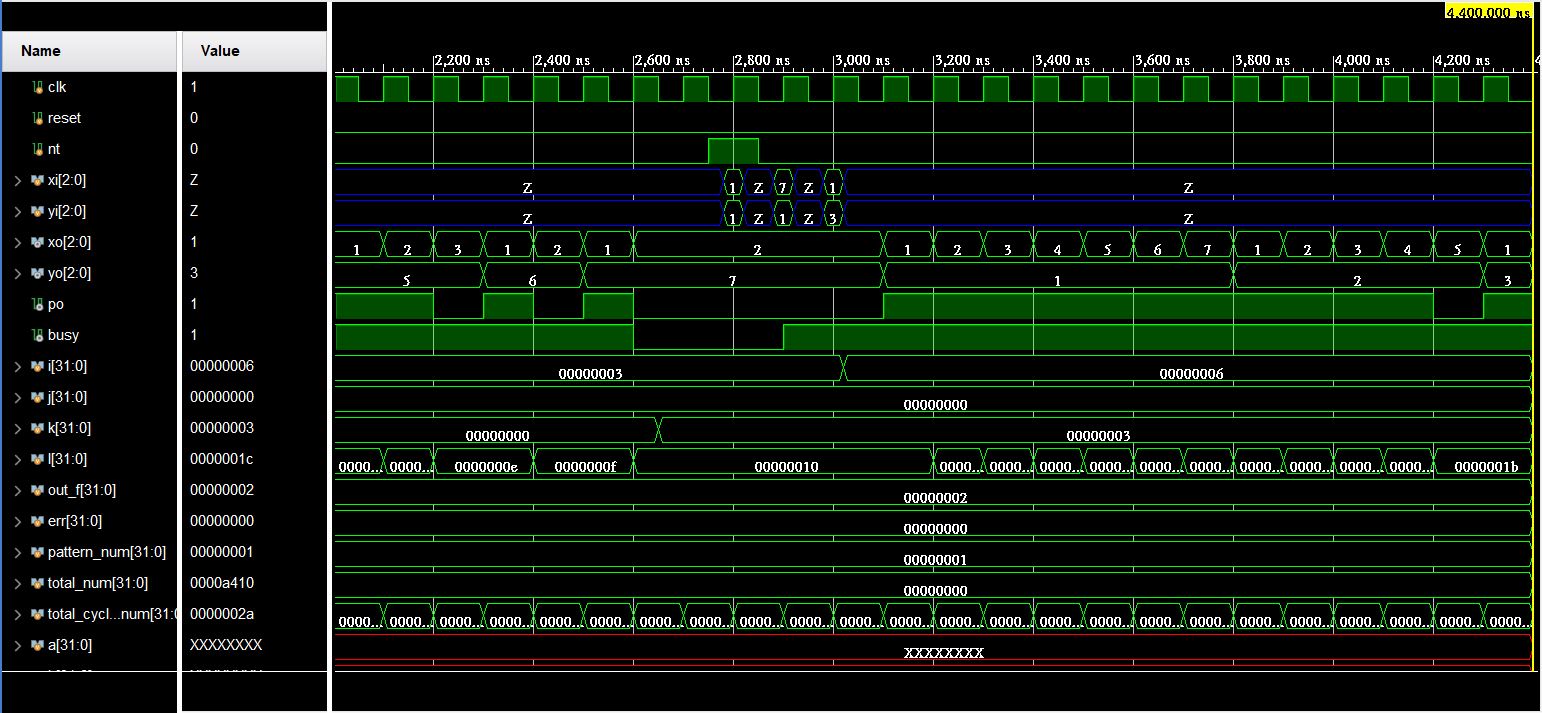 4,400.000 ns
Name Value
2,200 ns 2,400 ns 2,600 ns 2,800 ns 3,000 ns 3,200 ns 3,400 ns 3,600 ns 3,800 ns 4,000 ns 4,200 ns 4
clk 1
reset 0
nt 0
xi[2:0] Z Z 1 Z 7 Z 1 Z
yi[2:0] Z Z 1 Z 1 Z 3 Z
xo[2:0] 1 1 2 3 1 2 1 2 1 2 3 4 5 6 7 1 2 3 4 5 1
yo[2:0] 3 5 6 7 1 2 3
po 1
busy 1
i[31:0] 00000006 00000003 00000006
j[31:0] 00000000 00000000
k[31:0] 00000003 00000000 00000003
l[31:0] 0000001c 0000... 0000... 0000000e 0000000f 00000010 0000... 0000... 0000... 0000... 0000... 0000... 0000... 0000... 0000... 0000... 0000001b
out_f[31:0] 00000002 00000002
err[31:0] 00000000 00000000
pattern_num[31:0] 00000001 00000001
total_num[31:0] 0000a410 00000000
total_cycl...num[31:0 0000002a 0000... 0000... 0000... 0000... 0000... 0000... 0000... 0000... 0000... 0000... 0000... 0000... 0000... 0000... 0000... 0000... 0000... 0000... 0000... 0000... 0000... 0000... 0000... 0000...
a[31:0] XXXXXXXX XXXXXXXX